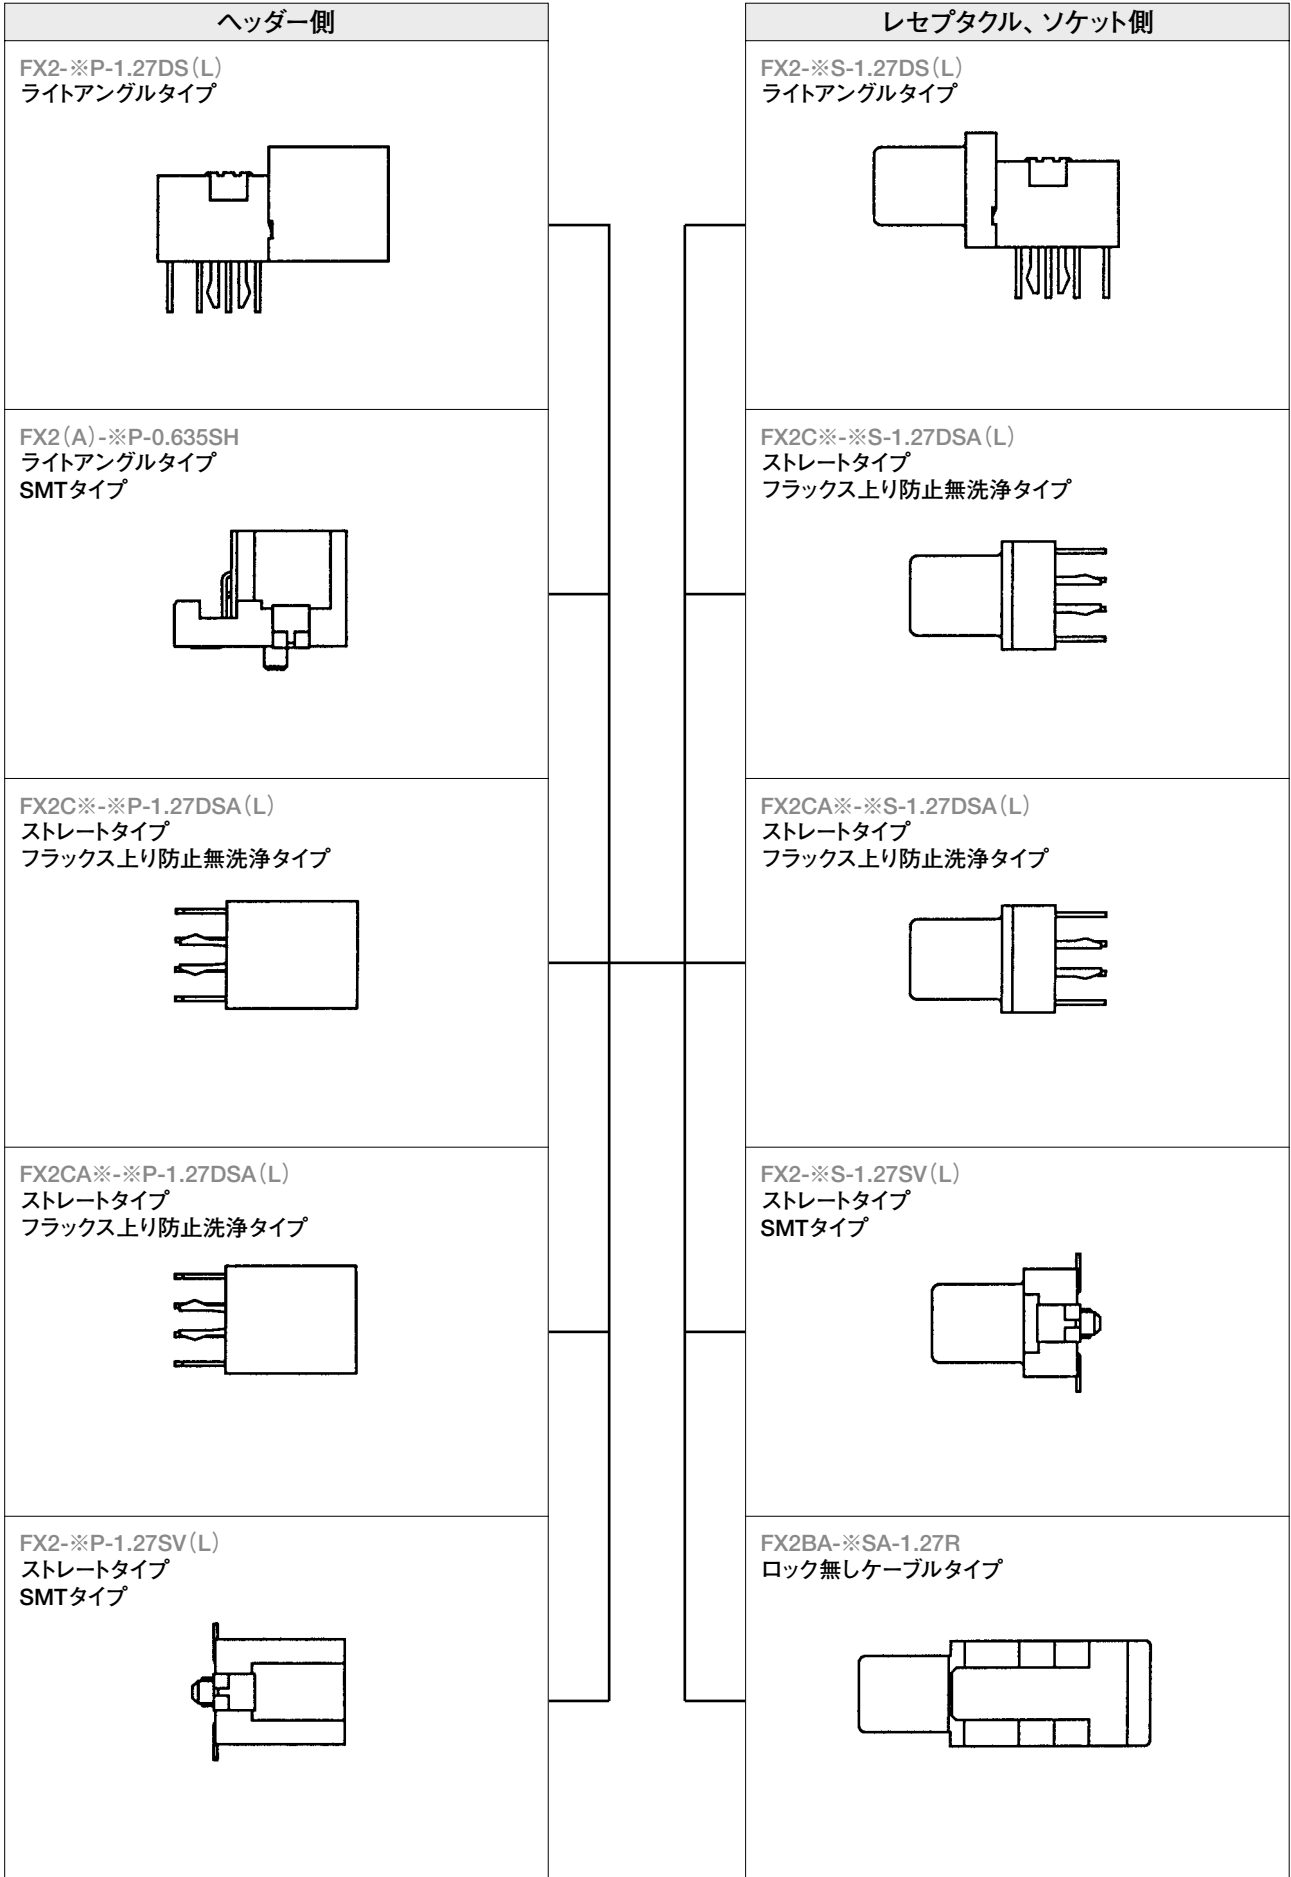 ヘッダー側
FX2-※P-1.27DS(L)
ライトアングルタイプ
FX2(A)-※P-0.635SH
ライトアングルタイプ
SMTタイプ
FX2C※-※P-1.27DSA(L)
ストレートタイプ
フラックス上り防止無洗浄タイプ
FX2CA※-※P-1.27DSA(L)
ストレートタイプ
フラックス上り防止洗浄タイプ
FX2-※P-1.27SV(L)
ストレートタイプ
SMTタイプ
レセプタクル、ソケット側
FX2-※S-1.27DS(L)
ライトアングルタイプ
FX2C※-※S-1.27DSA(L)
ストレートタイプ
フラックス上り防止無洗浄タイプ
FX2CA※-※S-1.27DSA(L)
ストレートタイプ
フラックス上り防止洗浄タイプ
FX2-※S-1.27SV(L)
ストレートタイプ
SMTタイプ
FX2BA-※SA-1.27R
ロック無しケーブルタイプ